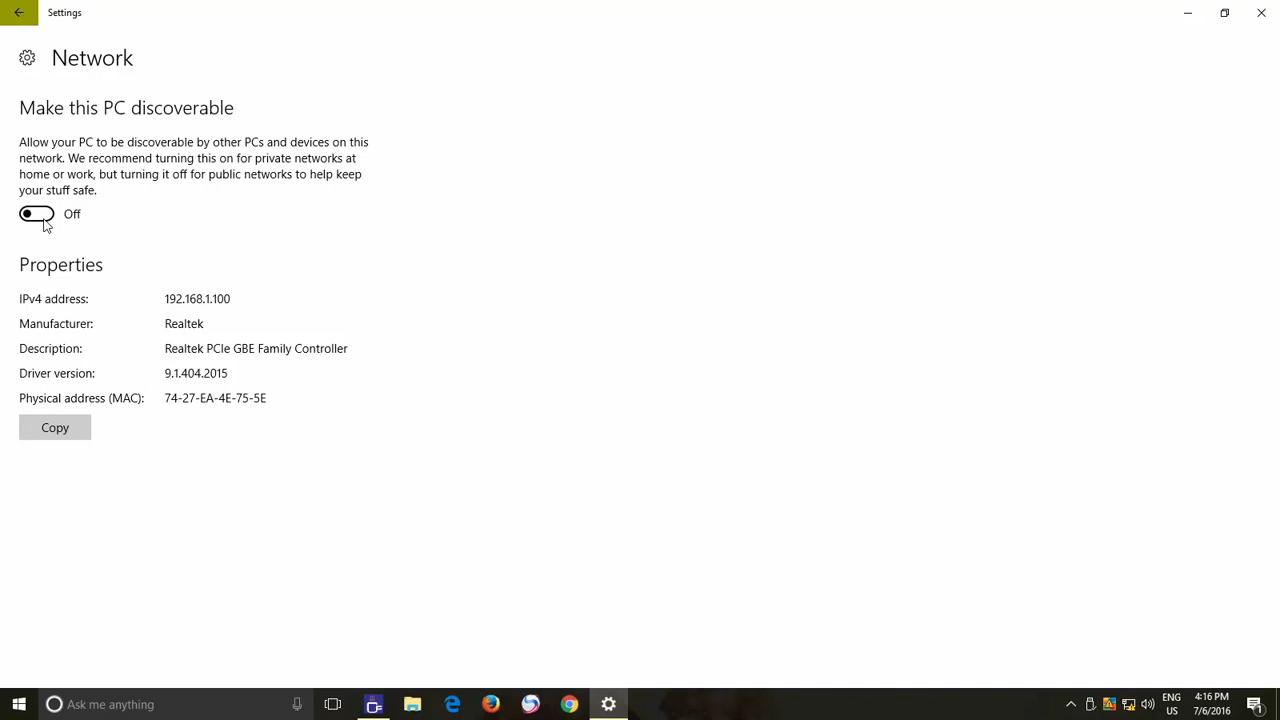 Settings
Network
Make this PC discoverable
Allow your PC to be discoverable by other PCs and devices on this
network. We recommend turning this on for private networks at
home or work, but turning it off for public networks to help keep
your stuff safe.
Off
Properties
IPv4 address: 192.168.1.100
Manufacturer: Realtek
Description: Realtek PCIe GBE Family Controller
Driver version: 9.1.404.2015
Physical address (MAC): 74-27-EA-4E-75-5E
Copy
Ask me anything
ENG 4:16 PM
US 7/6/2016
1